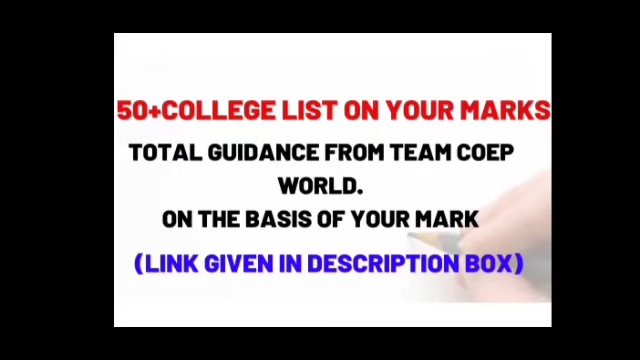 50+COLLEGE LIST ON YOUR MARKS
TOTAL GUIDANCE FROM TEAM COEP
WORLD.
ON THE BASIS OF YOUR MARK
(LINK GIVEN IN DESCRIPTION BOX)